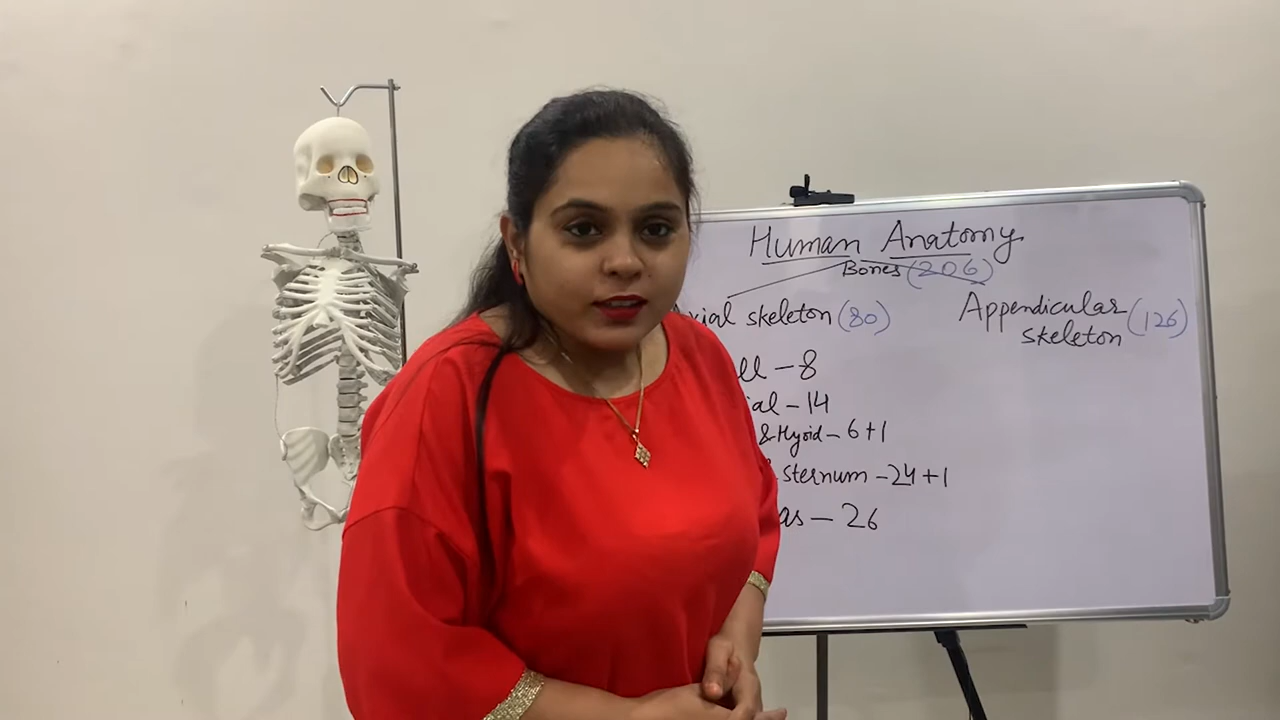 Human Anatomy
Bones (206)
skeleton (80)
Appendicular
skeleton (126)
- 8
- 14
& Hyoid - 6+1
sternum - 24+1
- 26